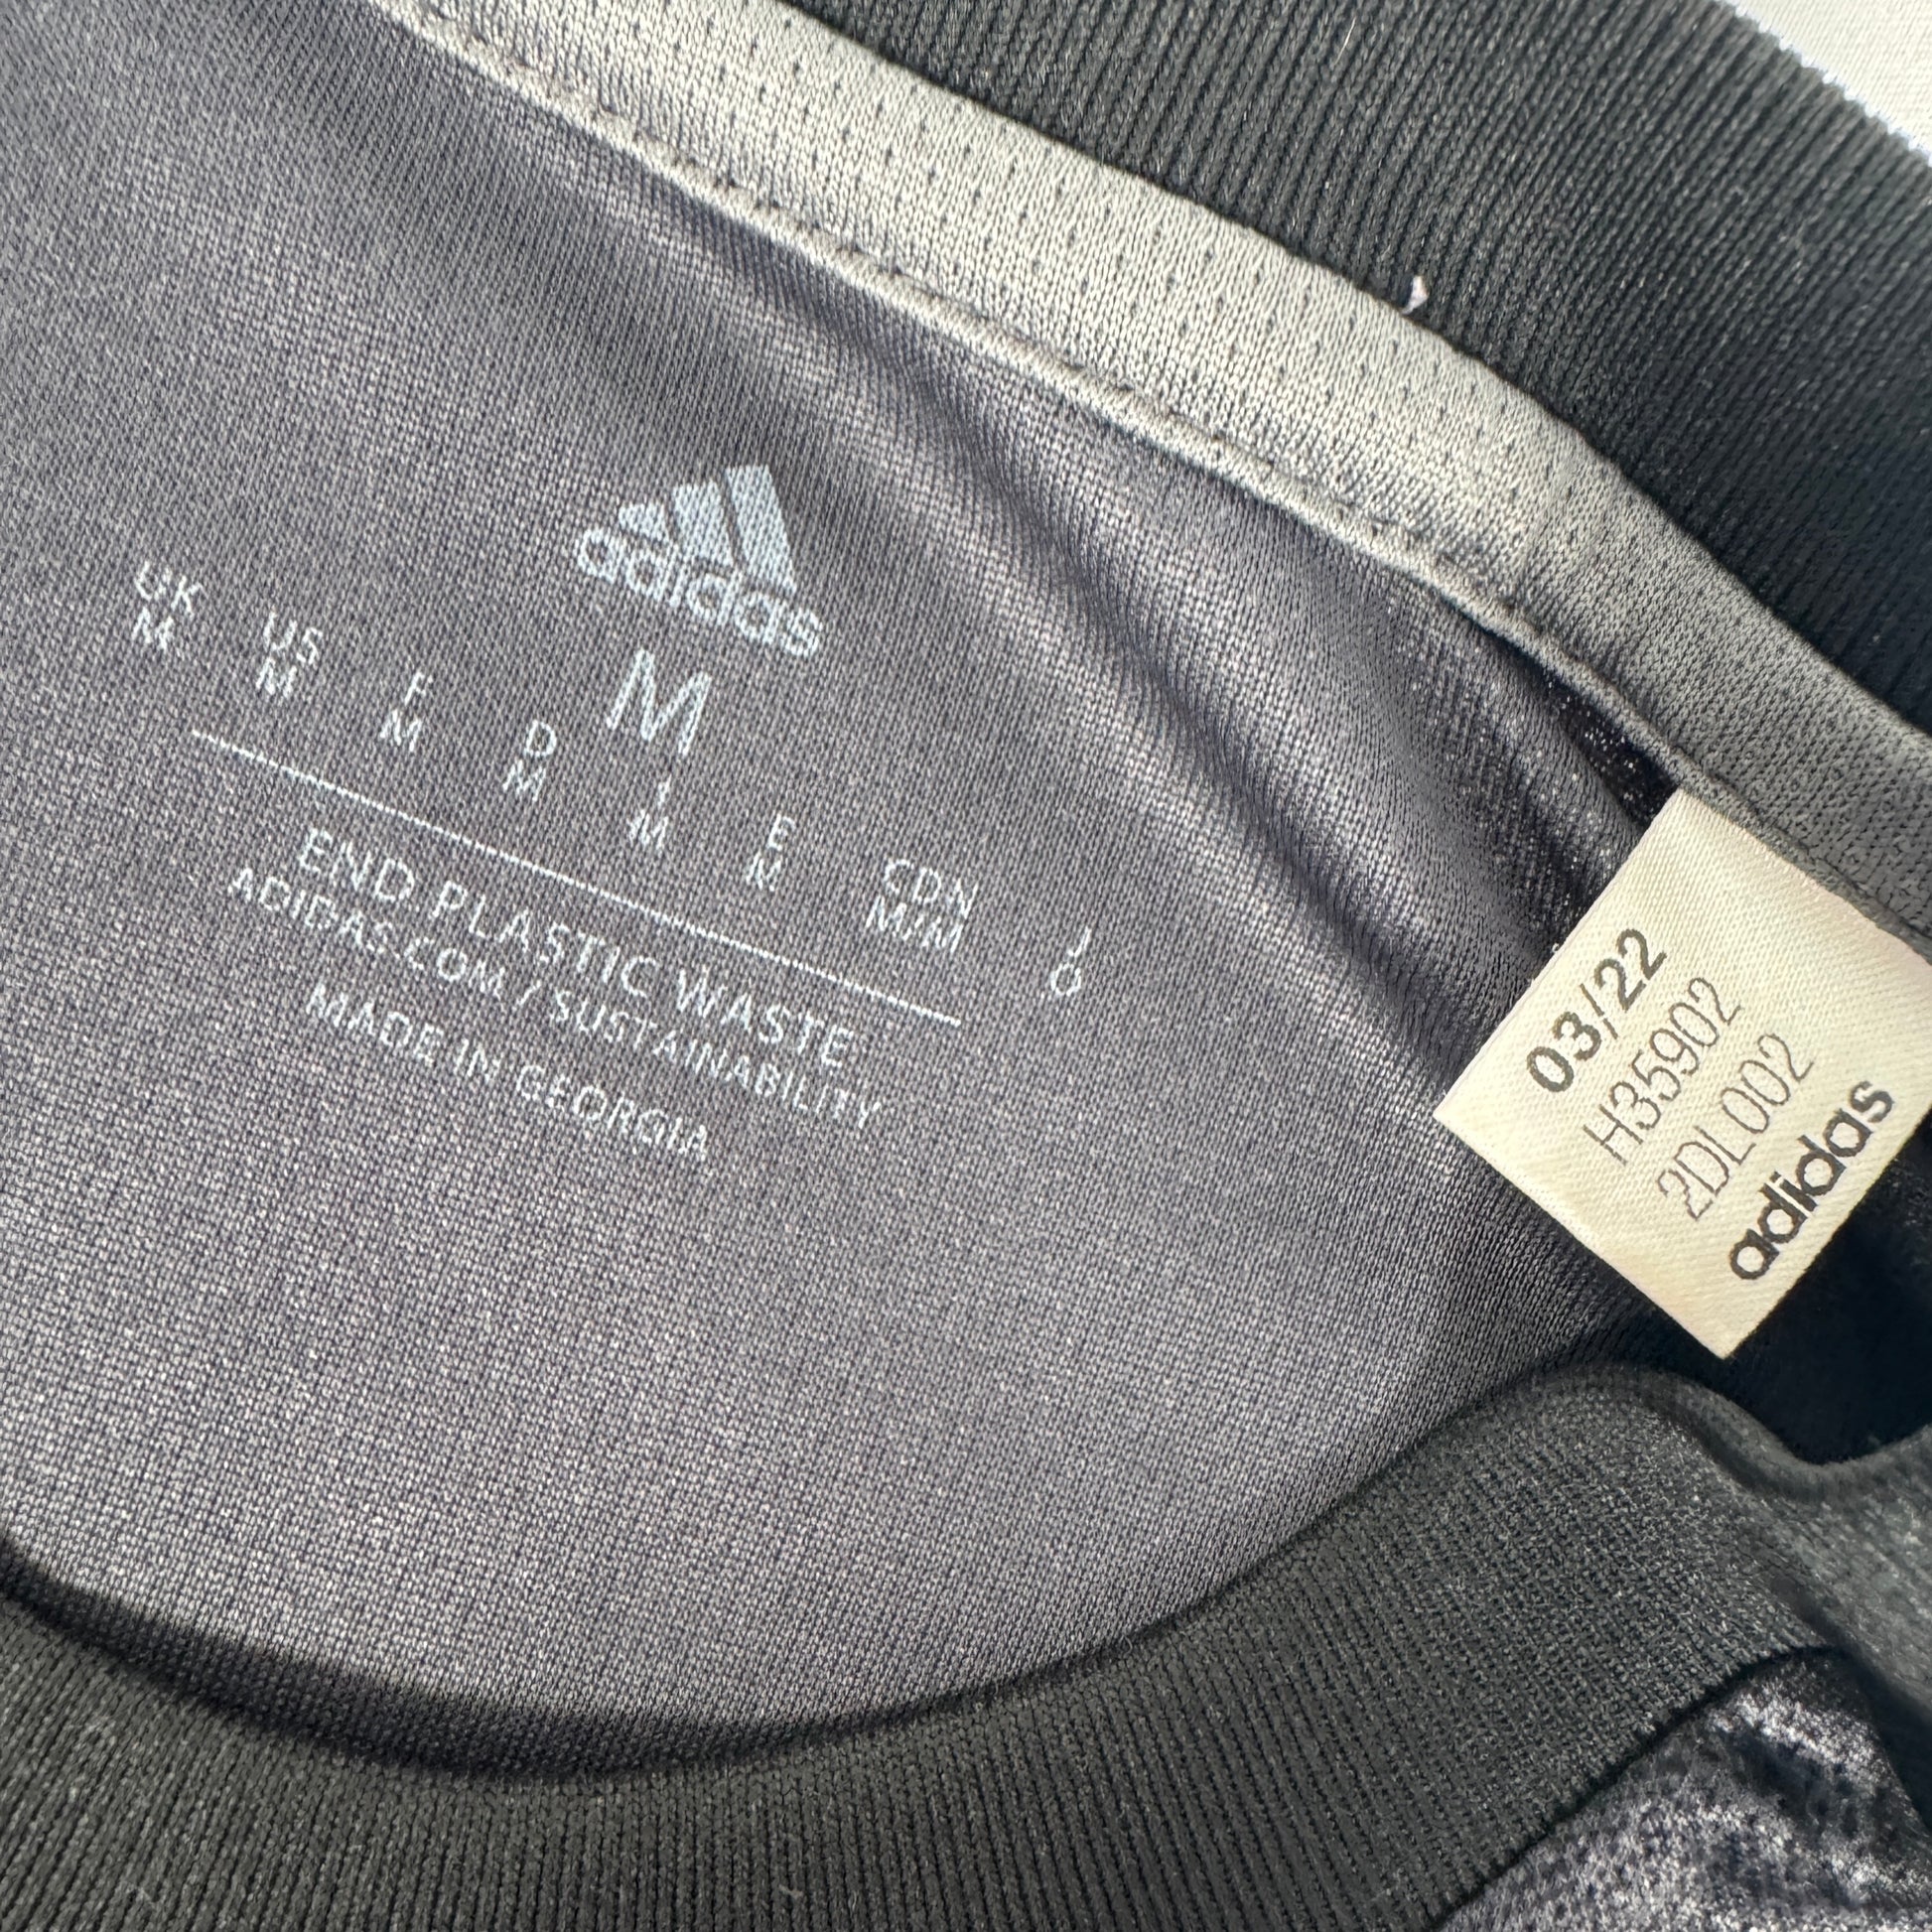 adidas
M
UK US F D I E CDN
M M M M M M M/M
END PLASTIC WASTE:
ADIDAS.COM/SUSTAINABILITY
MADE IN GEORGIA
03/22
H35902
2DL002
adidas